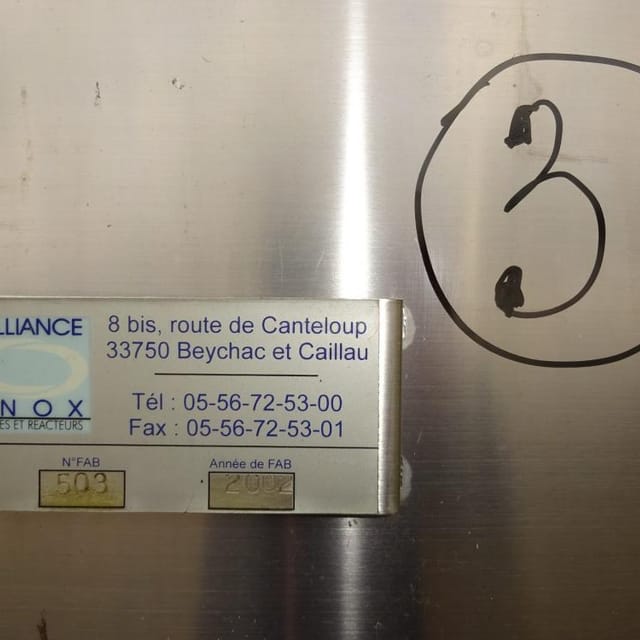 LLIANCE
NOX
ES ET REACTEURS
8 bis, route de Canteloup
33750 Beychac et Caillau
Tél : 05-56-72-53-00
Fax : 05-56-72-53-01
N°FAB
503
Année de FAB
2002
3